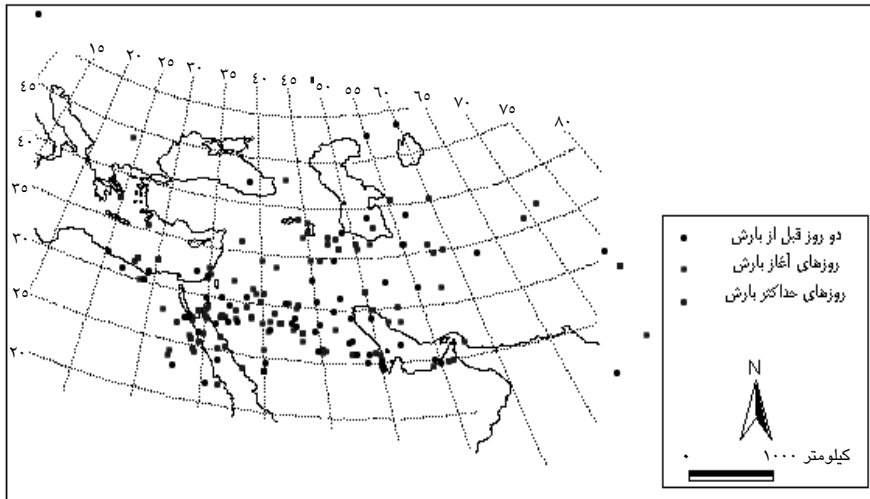 ۱۵ ۲۰ ۲۵ ۳۰ ۳۵ ۴۰ ۴۵ ۵۰ ۵۵ ۶۰ ۶۵ ۷۰ ۷۵ ۸۰
۴۵
۴۰
۳۵
۳۰
۲۵
۲۰
دو روز قبل از بارش
روزهای آغاز بارش
روزهای حداکثر بارش
N
۰ ۱۰۰۰ کیلومتر